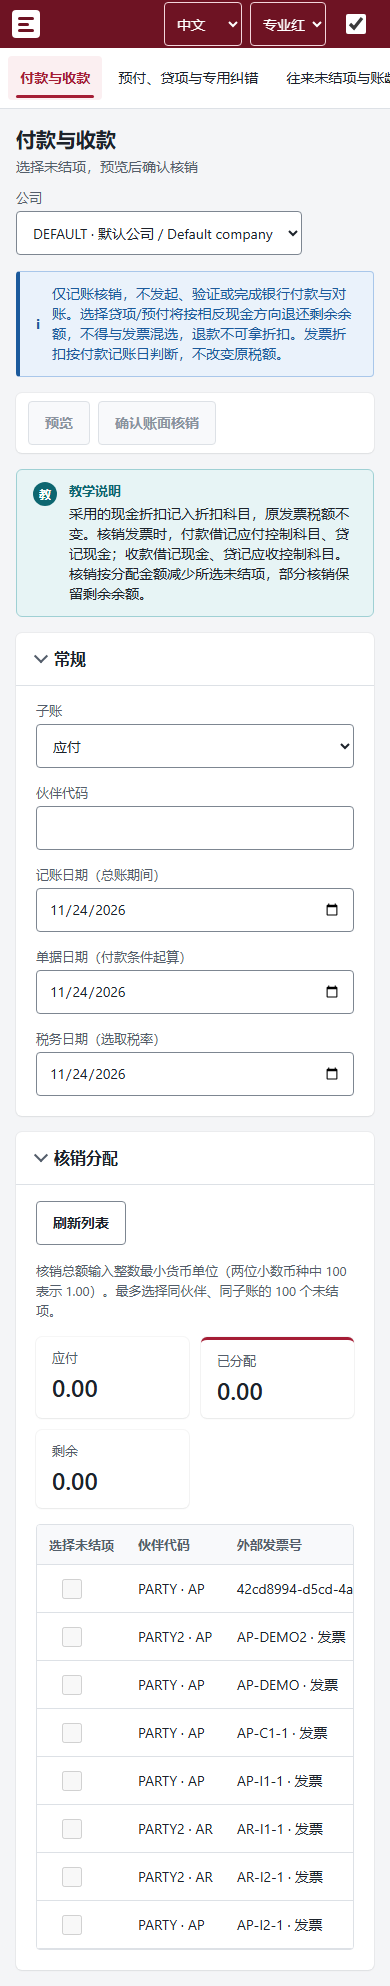 中文
专业红
付款与收款
预付、贷项与专用纠错
往来未结项与账
付款与收款
选择未结项，预览后确认核销
公司
DEFAULT · 默认公司 / Default company
仅记账核销，不发起、验证或完成银行付款与对
账。选择贷项/预付将按相反现金方向退还剩余余
额，不得与发票混选，退款不可拿折扣。发票折
扣按付款记账日判断，不改变原税额。
预览
确认账面核销
教
教学说明
采用的现金折扣记入折扣科目，原发票税额不
变。核销发票时，付款借记应付控制科目、贷
记现金；收款借记现金、贷记应收控制科目。
核销按分配金额减少所选未结项，部分核销保
留剩余余额。
常规
子账
应付
伙伴代码
记账日期（总账期间）
11/24/2026
单据日期（付款条件起算）
11/24/2026
税务日期（选取税率）
11/24/2026
核销分配
刷新列表
核销总额输入整数最小货币单位（两位小数币种中 100
表示 1.00）。最多选择同伙伴、同子账的 100 个未结
项。
应付
0.00
已分配
0.00
剩余
0.00
选择未结项 伙伴代码 外部发票号
PARTY · AP 42cd8994-d5cd-4a
PARTY2 · AP AP-DEMO2 · 发票
PARTY · AP AP-DEMO · 发票
PARTY · AP AP-C1-1 · 发票
PARTY · AP AP-I1-1 · 发票
PARTY2 · AR AR-I1-1 · 发票
PARTY2 · AR AR-I2-1 · 发票
PARTY · AP AP-I2-1 · 发票